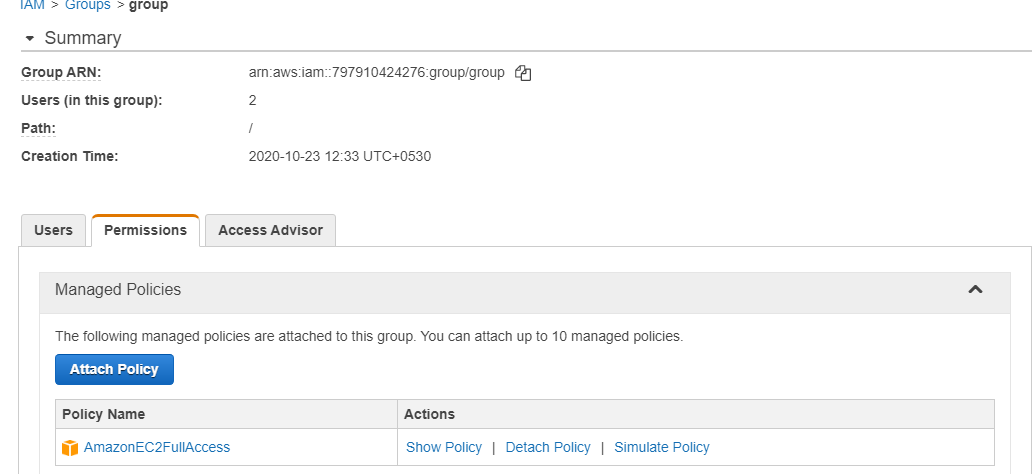 IAM > Groups > group
Summary
Group ARN: arn:aws:iam::797910424276:group/group
Users (in this group): 2
Path: /
Creation Time: 2020-10-23 12:33 UTC+0530
Users Permissions Access Advisor
Managed Policies
The following managed policies are attached to this group. You can attach up to 10 managed policies.
Attach Policy
Policy Name Actions
AmazonEC2FullAccess Show Policy | Detach Policy | Simulate Policy